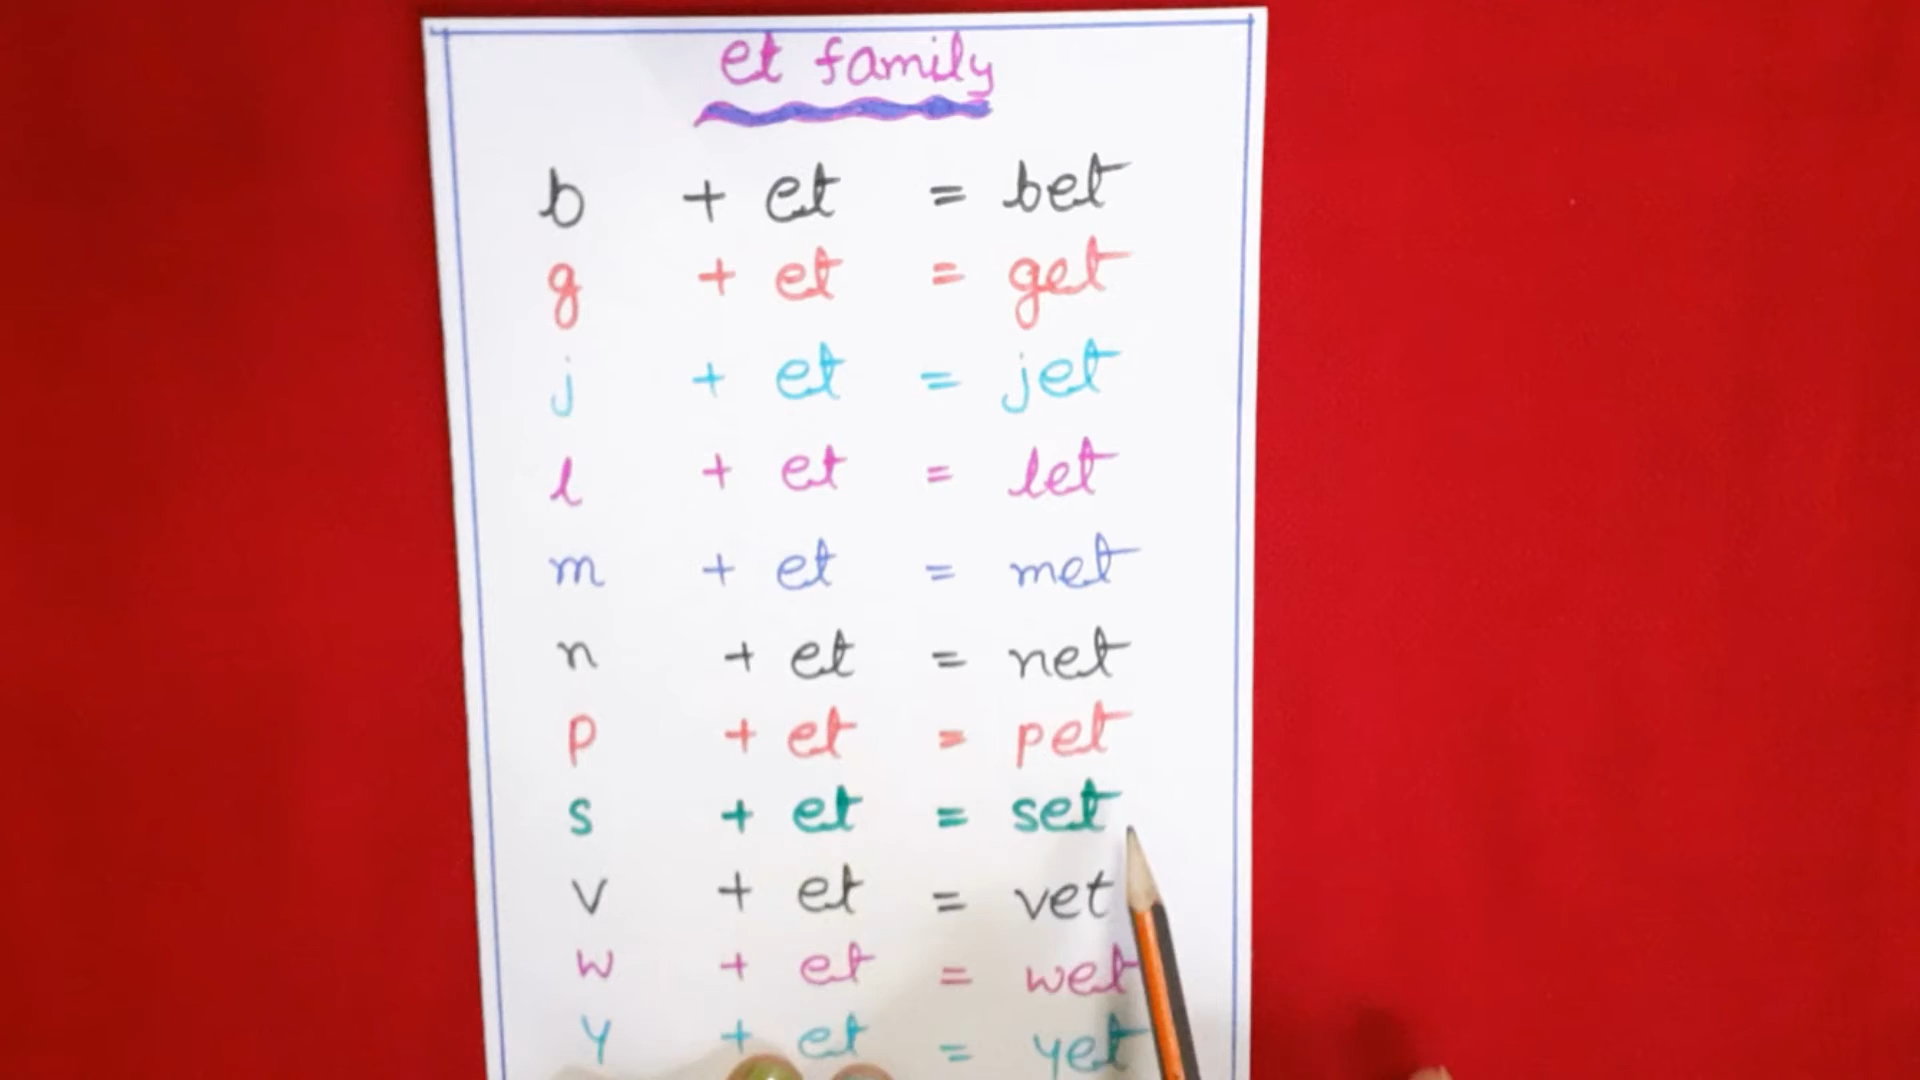 et family
b + et = bet
g + et = get
j + et = jet
l + et = let
m + et = met
n + et = net
p + et = pet
s + et = set
v + et = vet
w + et = wet
y + et = yet